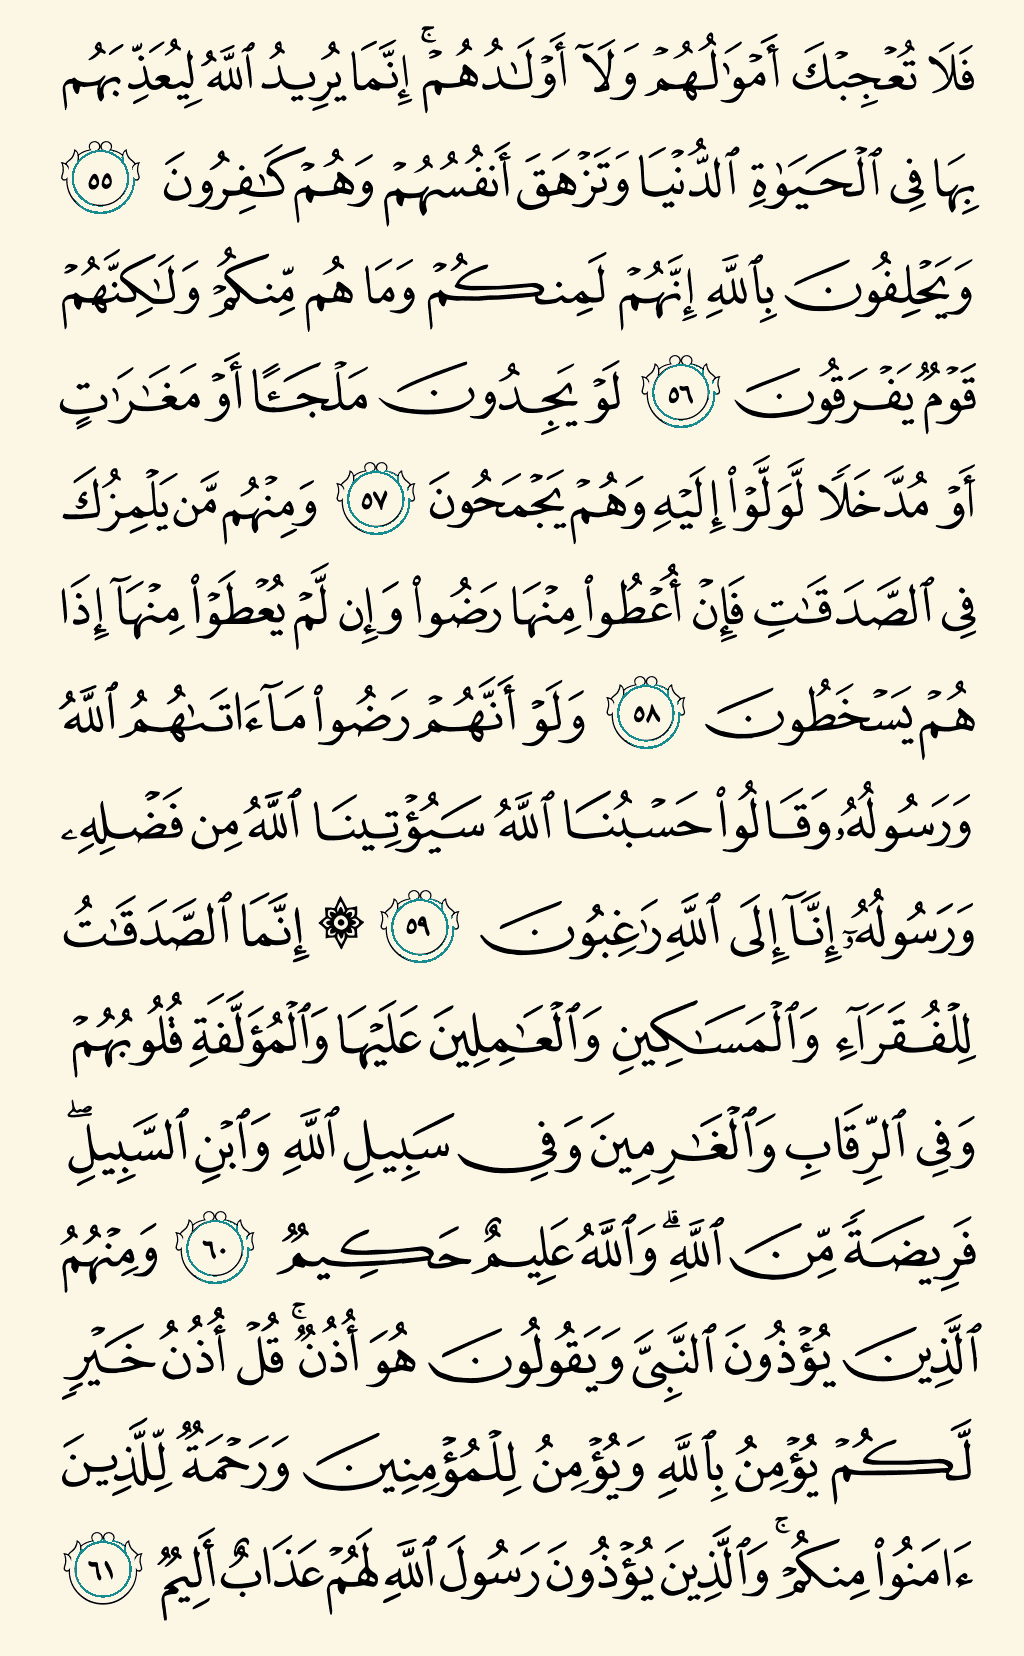 فَلَا تُعْجِبْكَ أَمْوَٰلُهُمْ وَلَآ أَوْلَـٰدُهُمْ ۚ إِنَّمَا يُرِيدُ ٱللَّهُ لِيُعَذِّبَهُم
بِهَا فِى ٱلْحَيَوٰةِ ٱلدُّنْيَا وَتَزْهَقَ أَنفُسُهُمْ وَهُمْ كَـٰفِرُونَ ٥٥
وَيَحْلِفُونَ بِٱللَّهِ إِنَّهُمْ لَمِنكُمْ وَمَا هُم مِّنكُمْ وَلَـٰكِنَّهُمْ
قَوْمٌ يَفْرَقُونَ ٥٦ لَوْ يَجِدُونَ مَلْجَـًٔا أَوْ مَغَـٰرَٰتٍ
أَوْ مُدَّخَلًا لَّوَلَّوْا۟ إِلَيْهِ وَهُمْ يَجْمَحُونَ ٥٧ وَمِنْهُم مَّن يَلْمِزُكَ
فِى ٱلصَّدَقَـٰتِ فَإِنْ أُعْطُوا۟ مِنْهَا رَضُوا۟ وَإِن لَّمْ يُعْطَوْا۟ مِنْهَآ إِذَا
هُمْ يَسْخَطُونَ ٥٨ وَلَوْ أَنَّهُمْ رَضُوا۟ مَآ ءَاتَىٰهُمُ ٱللَّهُ
وَرَسُولُهُۥ وَقَالُوا۟ حَسْبُنَا ٱللَّهُ سَيُؤْتِينَا ٱللَّهُ مِن فَضْلِهِۦ
وَرَسُولُهُۥٓ إِنَّآ إِلَى ٱللَّهِ رَٰغِبُونَ ٥٩ ۞ إِنَّمَا ٱلصَّدَقَـٰتُ
لِلْفُقَرَآءِ وَٱلْمَسَـٰكِينِ وَٱلْعَـٰمِلِينَ عَلَيْهَا وَٱلْمُؤَلَّفَةِ قُلُوبُهُمْ
وَفِى ٱلرِّقَابِ وَٱلْغَـٰرِمِينَ وَفِى سَبِيلِ ٱللَّهِ وَٱبْنِ ٱلسَّبِيلِ ۖ
فَرِيضَةً مِّنَ ٱللَّهِ ۗ وَٱللَّهُ عَلِيمٌ حَكِيمٌ ٦٠ وَمِنْهُمُ
ٱلَّذِينَ يُؤْذُونَ ٱلنَّبِىَّ وَيَقُولُونَ هُوَ أُذُنٌ ۚ قُلْ أُذُنُ خَيْرٍ
لَّكُمْ يُؤْمِنُ بِٱللَّهِ وَيُؤْمِنُ لِلْمُؤْمِنِينَ وَرَحْمَةٌ لِّلَّذِينَ
ءَامَنُوا۟ مِنكُمْ ۚ وَٱلَّذِينَ يُؤْذُونَ رَسُولَ ٱللَّهِ لَهُمْ عَذَابٌ أَلِيمٌ ٦١